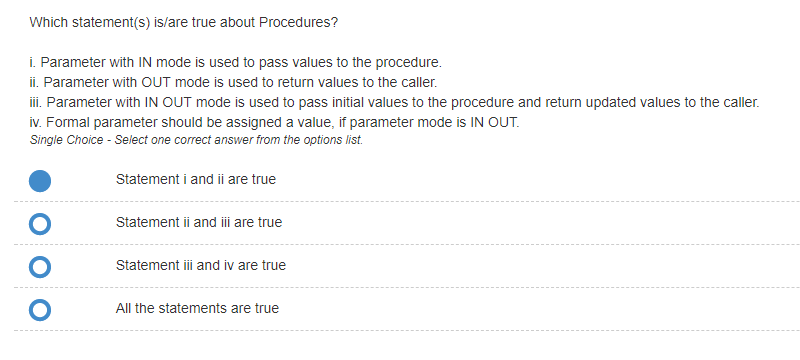 Which statement(s) is/are true about Procedures?
i. Parameter with IN mode is used to pass values to the procedure.
ii. Parameter with OUT mode is used to return values to the caller.
iii. Parameter with IN OUT mode is used to pass initial values to the procedure and return updated values to the caller.
iv. Formal parameter should be assigned a value, if parameter mode is IN OUT.
Single Choice - Select one correct answer from the options list.
Statement i and ii are true
Statement ii and iii are true
Statement iii and iv are true
All the statements are true